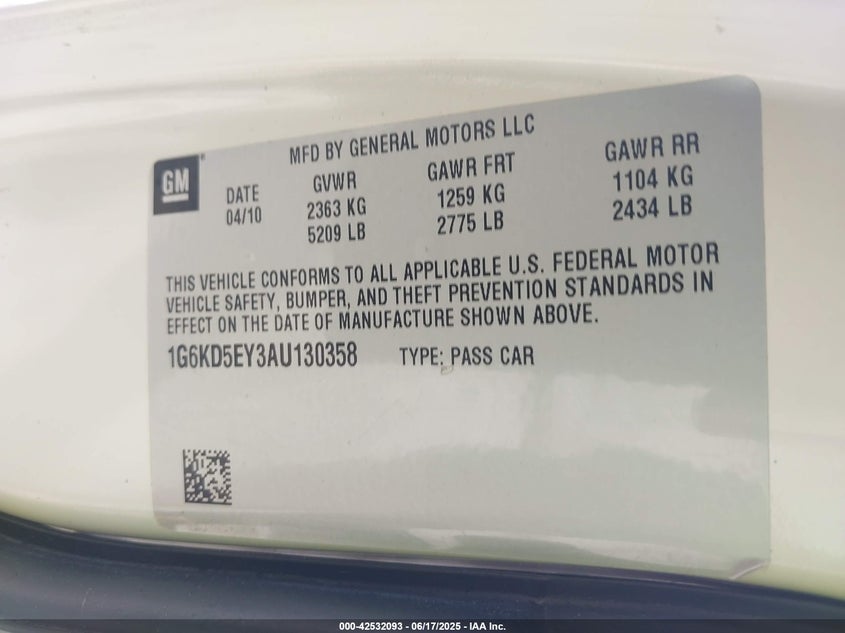 MFD BY GENERAL MOTORS LLC
GM®
DATE
04/10
GVWR
2363 KG
5209 LB
GAWR FRT
1259 KG
2775 LB
GAWR RR
1104 KG
2434 LB
THIS VEHICLE CONFORMS TO ALL APPLICABLE U.S. FEDERAL MOTOR
VEHICLE SAFETY, BUMPER, AND THEFT PREVENTION STANDARDS IN
EFFECT ON THE DATE OF MANUFACTURE SHOWN ABOVE.
1G6KD5EY3AU130358 TYPE: PASS CAR
000-42532093 - 06/17/2025 - IAA Inc.